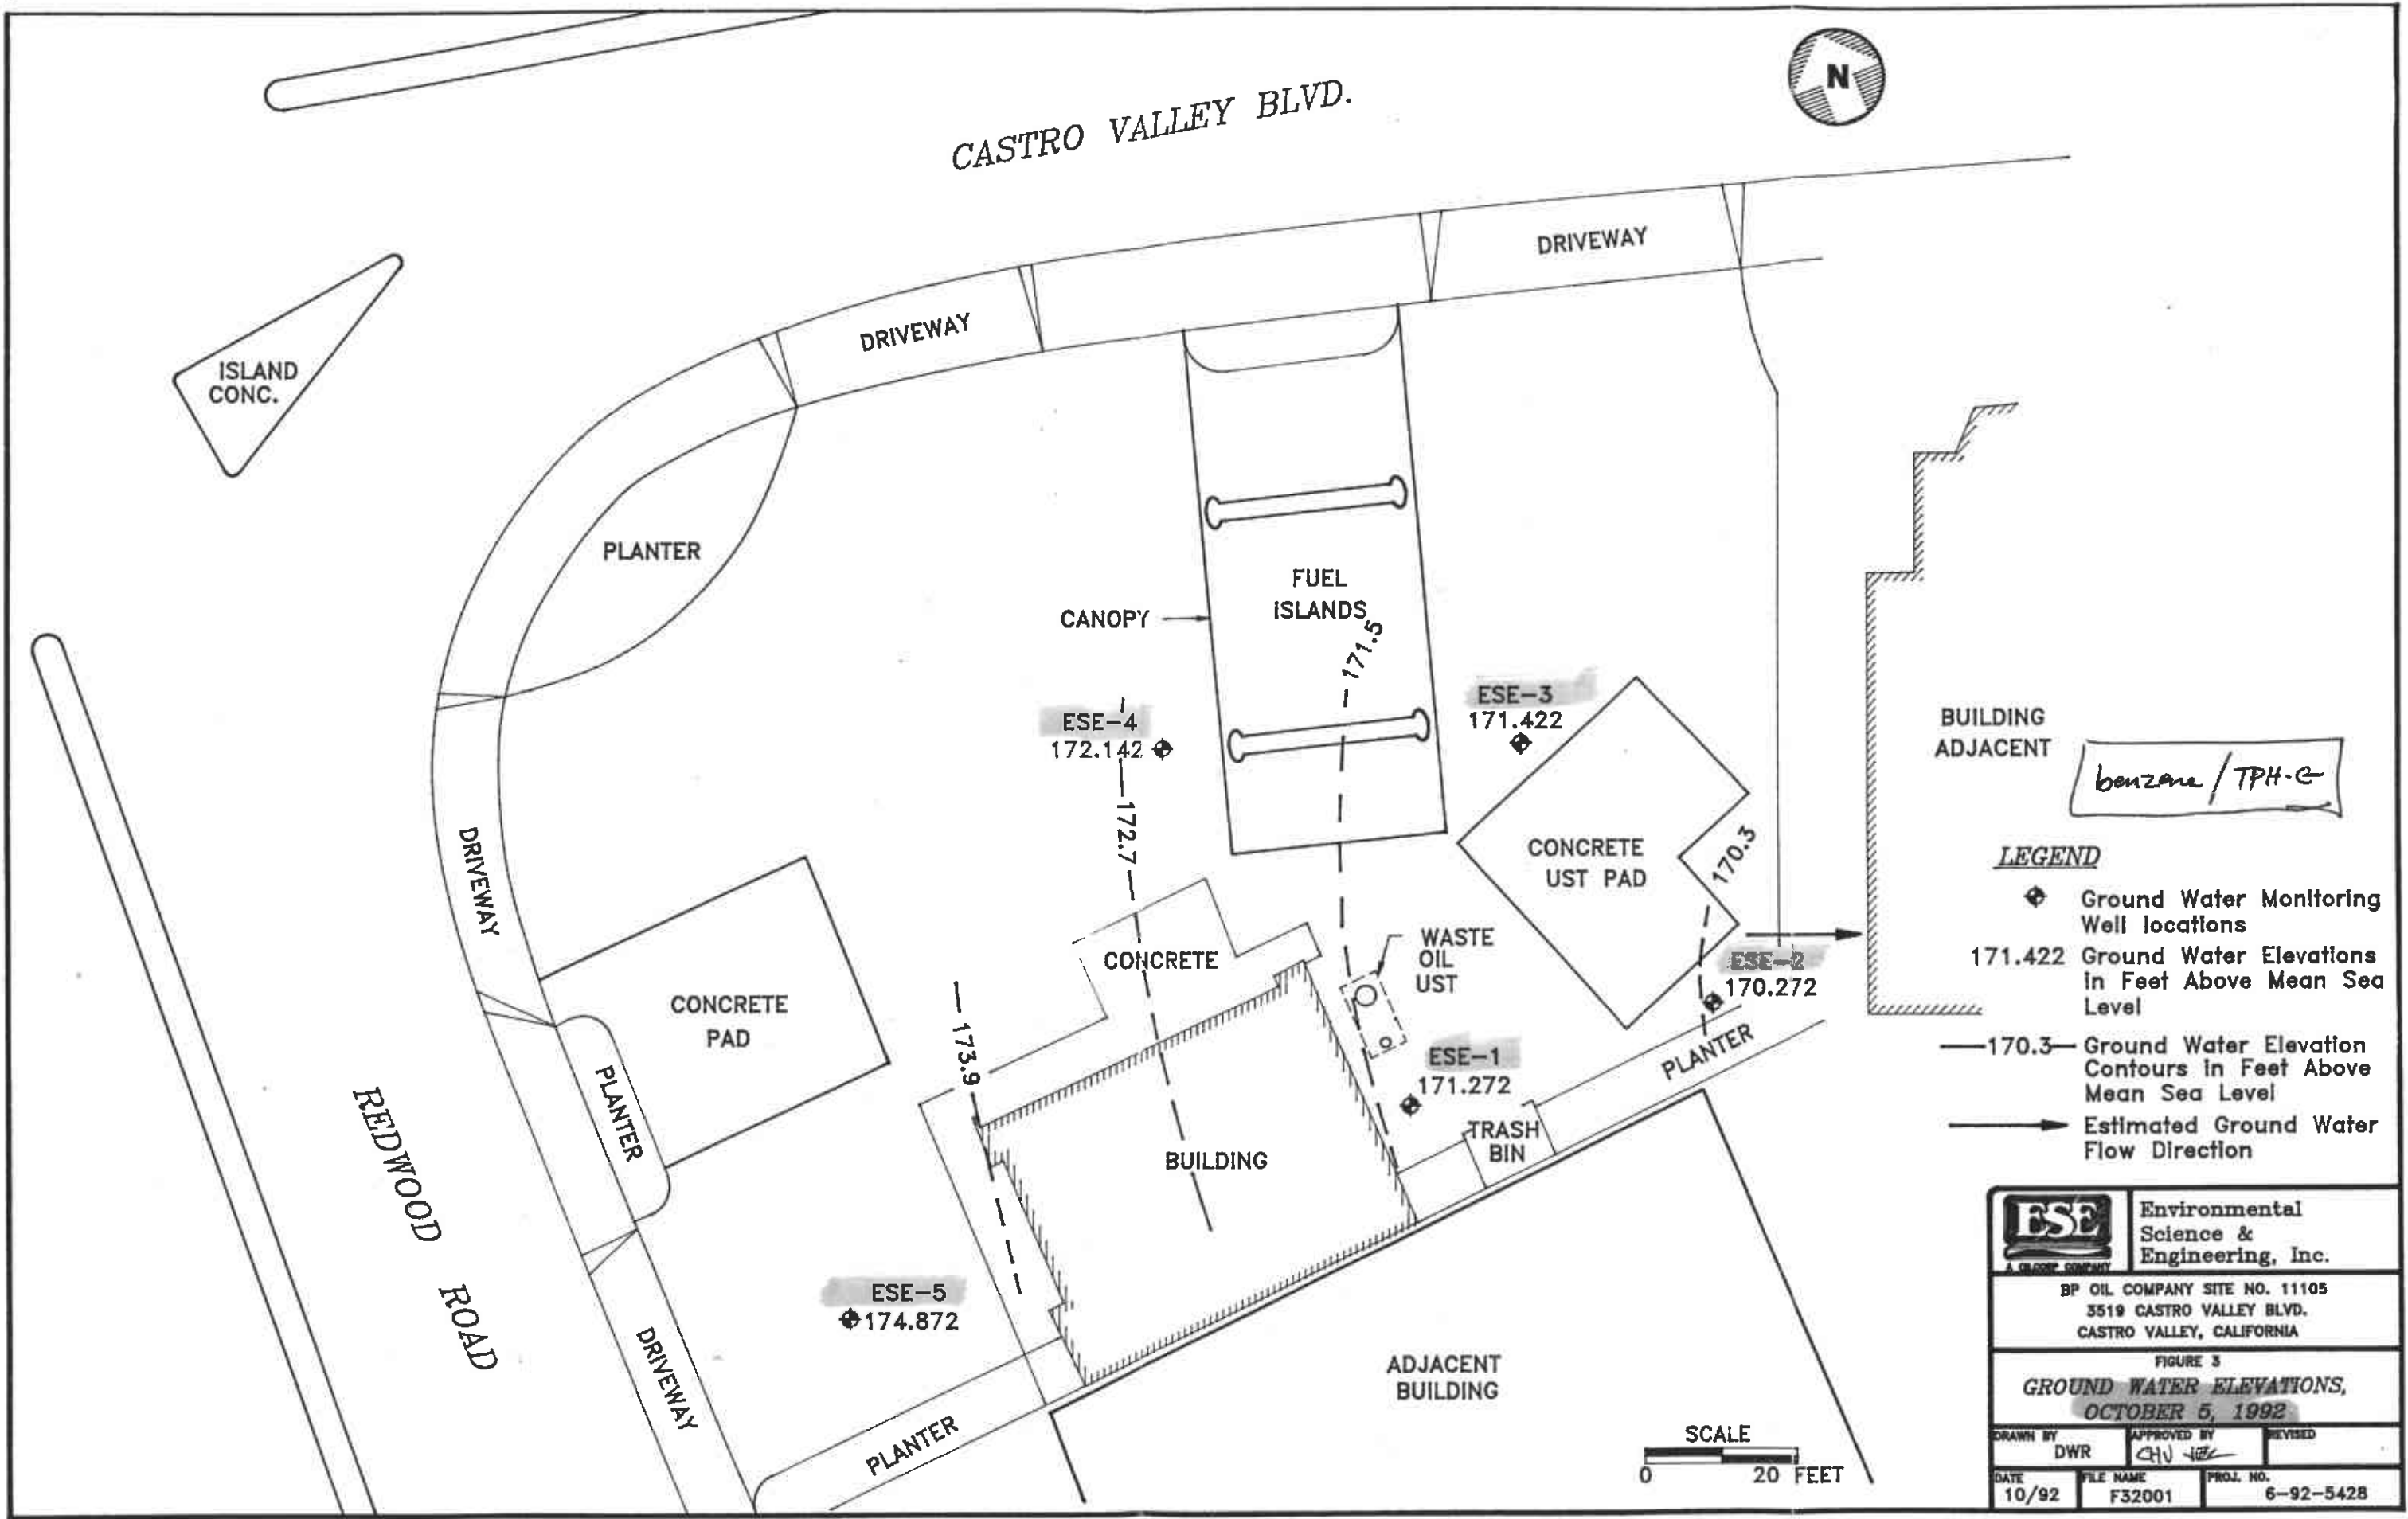 N
CASTRO VALLEY BLVD.
DRIVEWAY
DRIVEWAY
ISLAND
CONC.
PLANTER
FUEL
ISLANDS
CANOPY
171.5
ESE-3
171.422
ESE-4
172.142
172.7
BUILDING
ADJACENT
benzene / TPH-G
DRIVEWAY
CONCRETE
UST PAD
170.3
CONCRETE
WASTE
OIL
UST
ESE-2
170.272
CONCRETE
PAD
173.9
ESE-1
171.272
PLANTER
PLANTER
TRASH
BIN
BUILDING
REDWOOD ROAD
ESE-5
174.872
DRIVEWAY
PLANTER
ADJACENT
BUILDING
SCALE
0 20 FEET
LEGEND
Ground Water Monitoring
Well locations
171.422 Ground Water Elevations
in Feet Above Mean Sea
Level
170.3 Ground Water Elevation
Contours in Feet Above
Mean Sea Level
Estimated Ground Water
Flow Direction
ESE
A CILCORP COMPANY
Environmental
Science &
Engineering, Inc.
BP OIL COMPANY SITE NO. 11105
3519 CASTRO VALLEY BLVD.
CASTRO VALLEY, CALIFORNIA
FIGURE 3
GROUND WATER ELEVATIONS,
OCTOBER 5, 1992
DRAWN BY
DWR
APPROVED BY
REVISED
DATE
10/92
FILE NAME
F32001
PROJ. NO.
6-92-5428